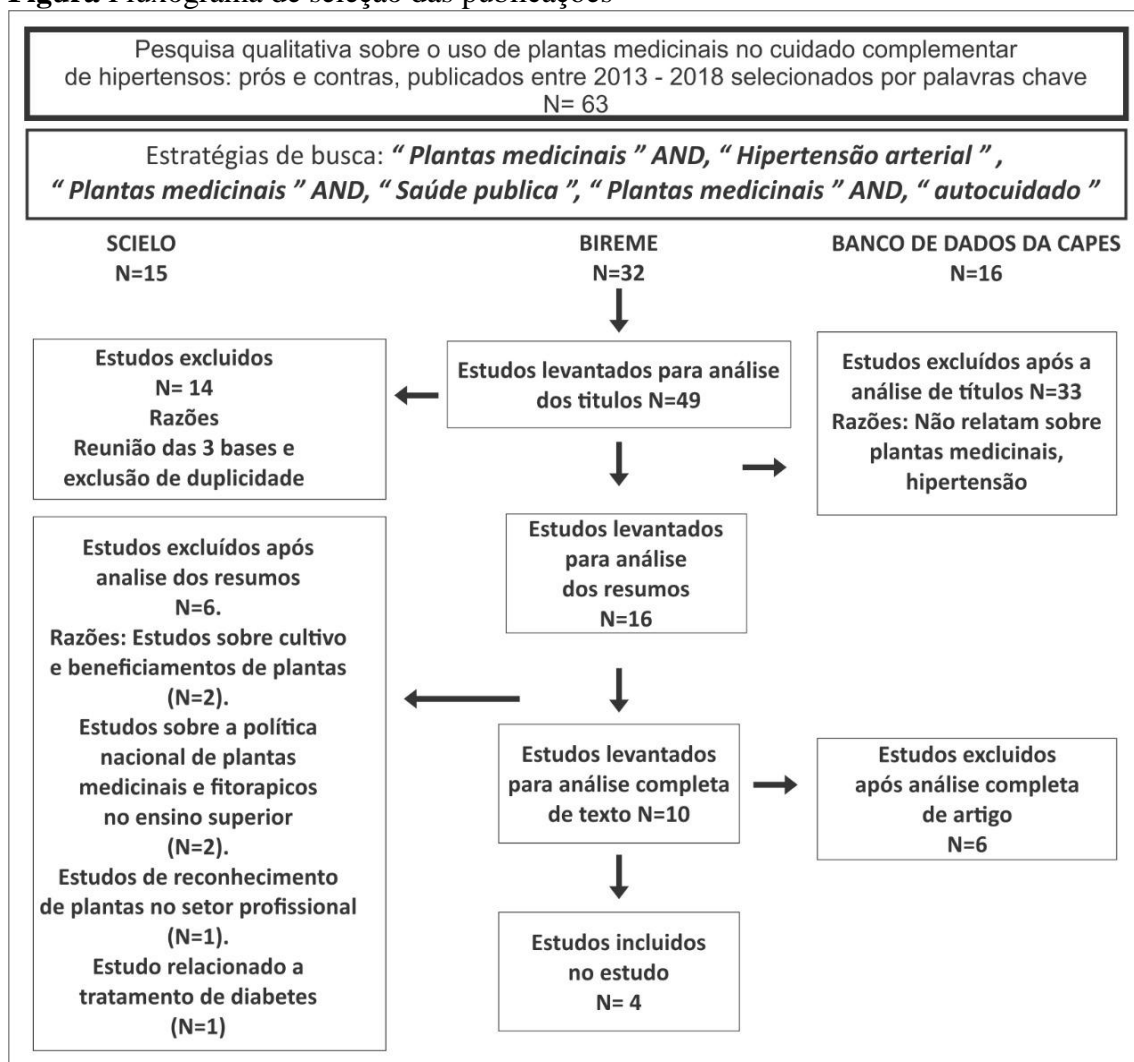 Figura Fluxograma de seleção das publicações
Pesquisa qualitativa sobre o uso de plantas medicinais no cuidado complementar
de hipertensos: prós e contras, publicados entre 2013 - 2018 selecionados por palavras chave
N= 63
Estratégias de busca: “ Plantas medicinais ” AND, “ Hipertensão arterial ” ,
“ Plantas medicinais ” AND, “ Saúde publica ”, “ Plantas medicinais ” AND, “ autocuidado ”
SCIELO
N=15
BIREME
N=32
BANCO DE DADOS DA CAPES
N=16
Estudos excluidos
N= 14
Razões
Reunião das 3 bases e
exclusão de duplicidade
Estudos levantados para análise
dos titulos N=49
Estudos excluídos após a
análise de títulos N=33
Razões: Não relatam sobre
plantas medicinais,
hipertensão
Estudos levantados
para análise
dos resumos
N=16
Estudos excluídos após
analise dos resumos
N=6.
Razões: Estudos sobre cultivo
e beneficiamentos de plantas
(N=2).
Estudos sobre a política
nacional de plantas
medicinais e fitorapicos
no ensino superior
(N=2).
Estudos de reconhecimento
de plantas no setor profissional
(N=1).
Estudo relacionado a
tratamento de diabetes
(N=1)
Estudos levantados
para análise completa
de texto N=10
Estudos excluidos
após análise completa
de artigo
N=6
Estudos incluidos
no estudo
N= 4